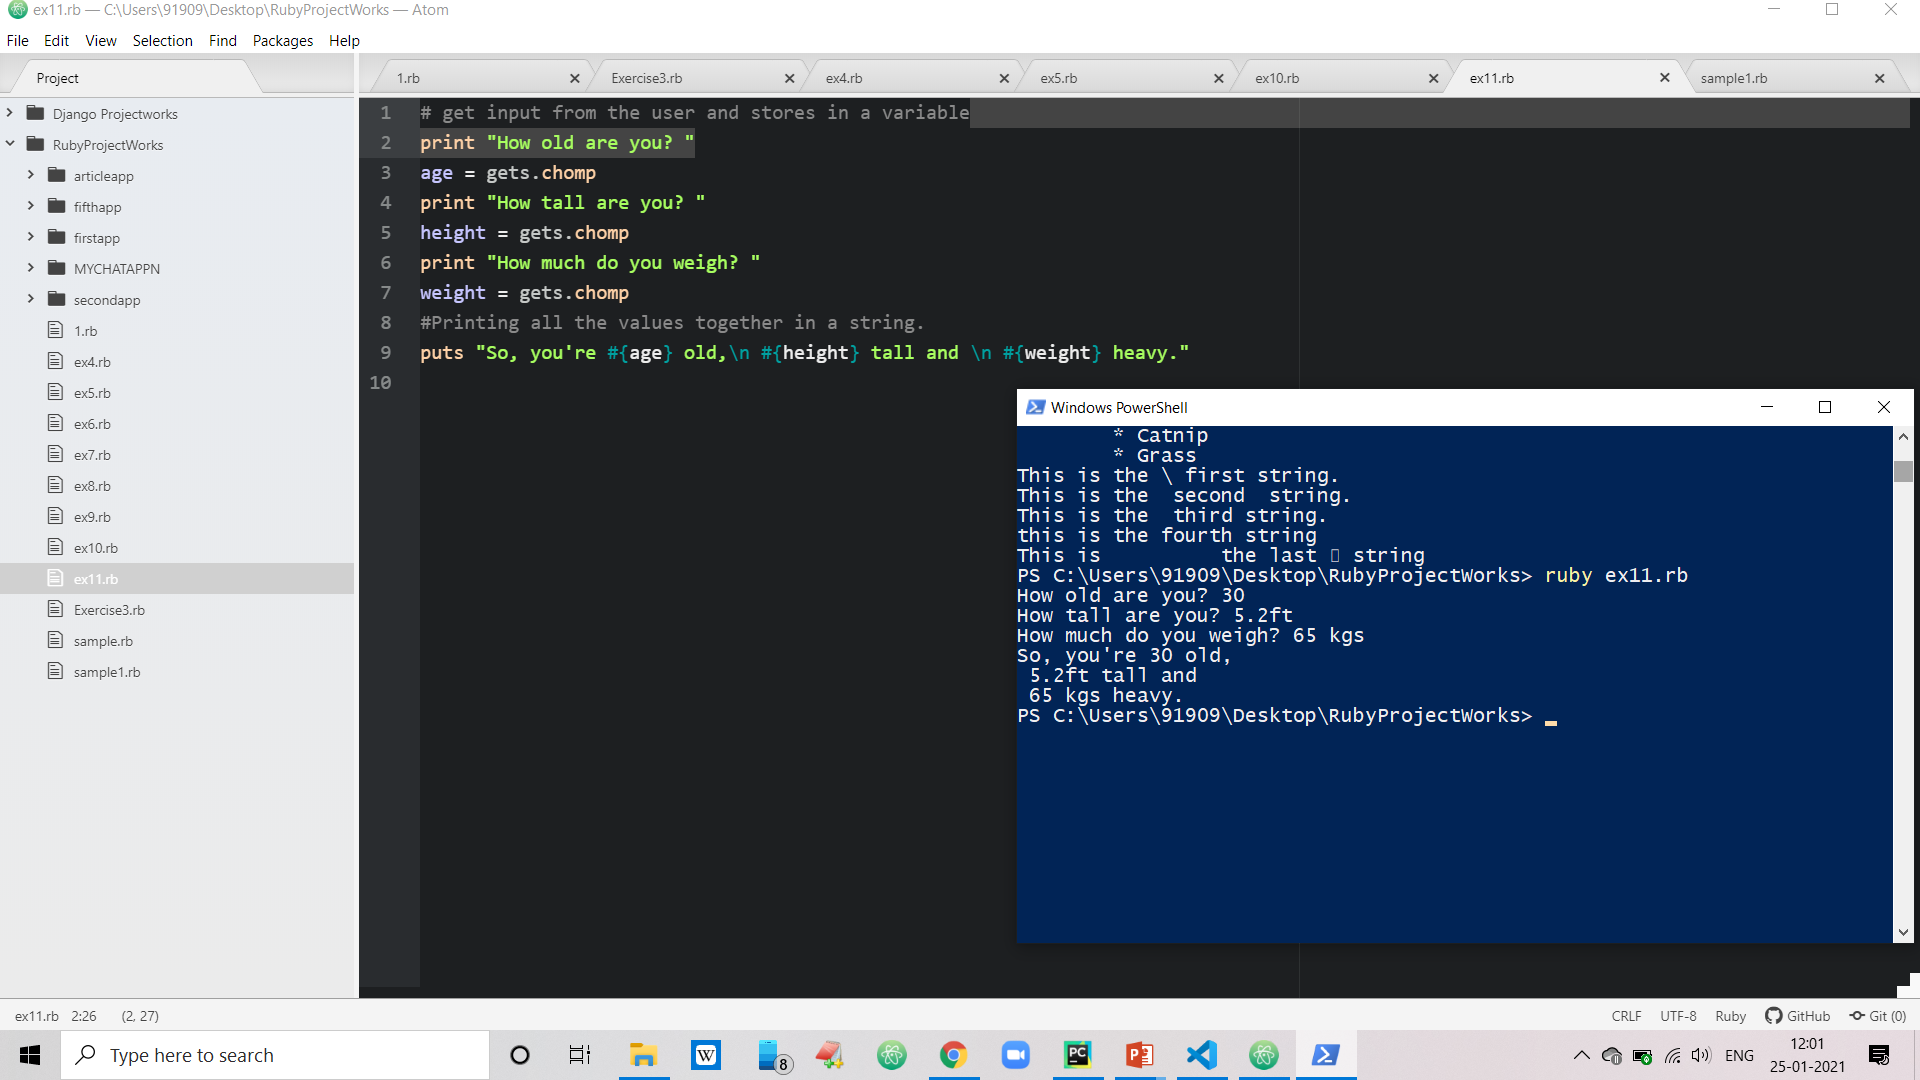 ex11.rb — C:\Users\91909\Desktop\RubyProjectWorks — Atom
File Edit View Selection Find Packages Help
Project
1.rb
Exercise3.rb
ex4.rb
ex5.rb
ex10.rb
ex11.rb
sample1.rb
Django Projectworks
RubyProjectWorks
articleapp
fifthapp
firstapp
MYCHATAPPN
secondapp
1.rb
ex4.rb
ex5.rb
ex6.rb
ex7.rb
ex8.rb
ex9.rb
ex10.rb
ex11.rb
Exercise3.rb
sample.rb
sample1.rb
1 # get input from the user and stores in a variable
2 print "How old are you? "
3 age = gets.chomp
4 print "How tall are you? "
5 height = gets.chomp
6 print "How much do you weigh? "
7 weight = gets.chomp
8 #Printing all the values together in a string.
9 puts "So, you're #{age} old,\n #{height} tall and \n #{weight} heavy."
10
Windows PowerShell
* Catnip
* Grass
This is the \ first string.
This is the  second  string.
This is the  third string.
this is the fourth string
This is          the last  string
PS C:\Users\91909\Desktop\RubyProjectWorks> ruby ex11.rb
How old are you? 30
How tall are you? 5.2ft
How much do you weigh? 65 kgs
So, you're 30 old,
 5.2ft tall and
 65 kgs heavy.
PS C:\Users\91909\Desktop\RubyProjectWorks>
ex11.rb 2:26 (2, 27)
CRLF UTF-8 Ruby GitHub Git (0)
Type here to search
W
8
PC
P
ENG
12:01
25-01-2021